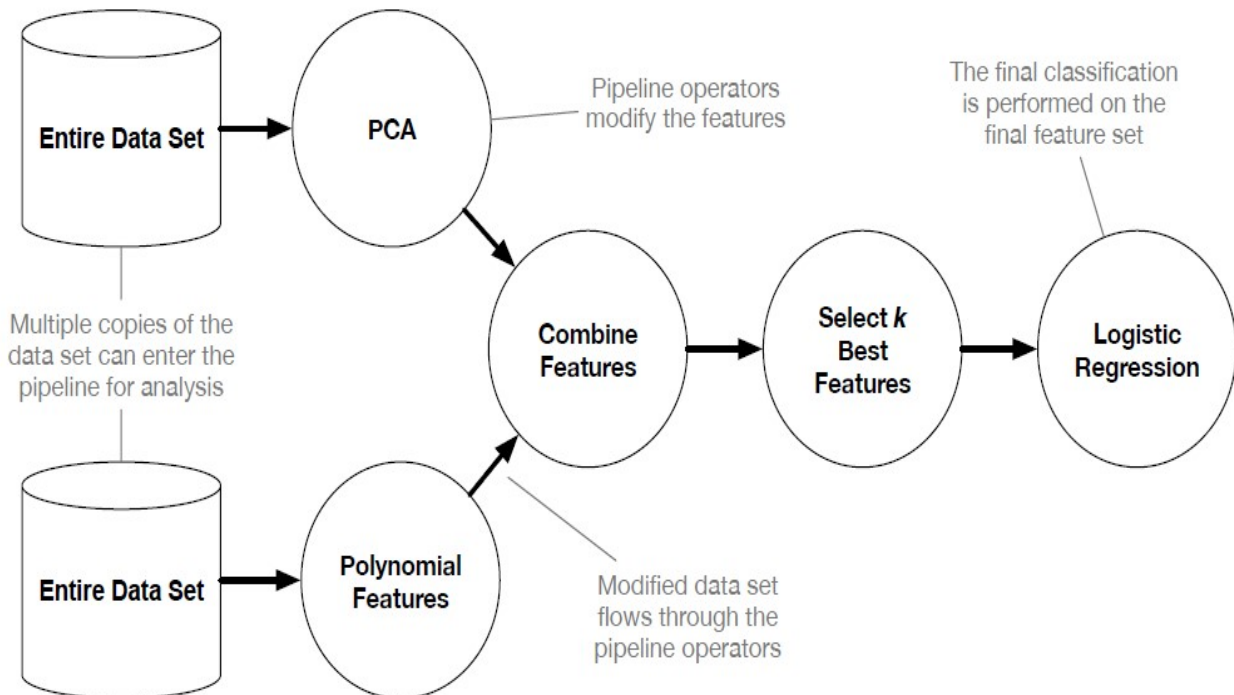 Entire Data Set
PCA
Pipeline operators
modify the features
The final classification
is performed on the
final feature set
Multiple copies of the
data set can enter the
pipeline for analysis
Combine
Features
Select k
Best
Features
Logistic
Regression
Entire Data Set
Polynomial
Features
Modified data set
flows through the
pipeline operators